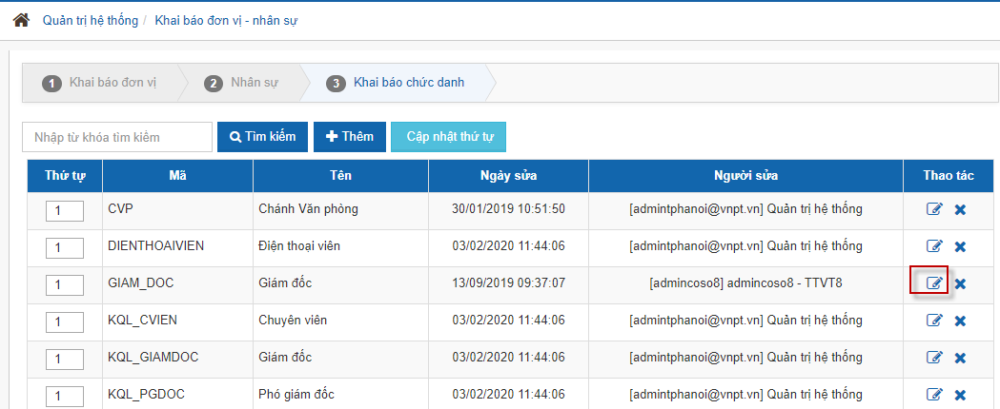 Quản trị hệ thống / Khai báo đơn vị - nhân sự
1 Khai báo đơn vị 2 Nhân sự 3 Khai báo chức danh
Nhập từ khóa tìm kiếm Tìm kiếm Thêm Cập nhật thứ tự
Thứ tự Mã Tên Ngày sửa Người sửa Thao tác
1 CVP Chánh Văn phòng 30/01/2019 10:51:50 [admintphanoi@vnpt.vn] Quản trị hệ thống
1 DIENTHOAIVIEN Điện thoại viên 03/02/2020 11:44:06 [admintphanoi@vnpt.vn] Quản trị hệ thống
1 GIAM_DOC Giám đốc 13/09/2019 09:37:07 [admincoso8] admincoso8 - TTVT8
1 KQL_CVIEN Chuyên viên 03/02/2020 11:44:06 [admintphanoi@vnpt.vn] Quản trị hệ thống
1 KQL_GIAMDOC Giám đốc 03/02/2020 11:44:06 [admintphanoi@vnpt.vn] Quản trị hệ thống
1 KQL_PGDOC Phó giám đốc 03/02/2020 11:44:06 [admintphanoi@vnpt.vn] Quản trị hệ thống